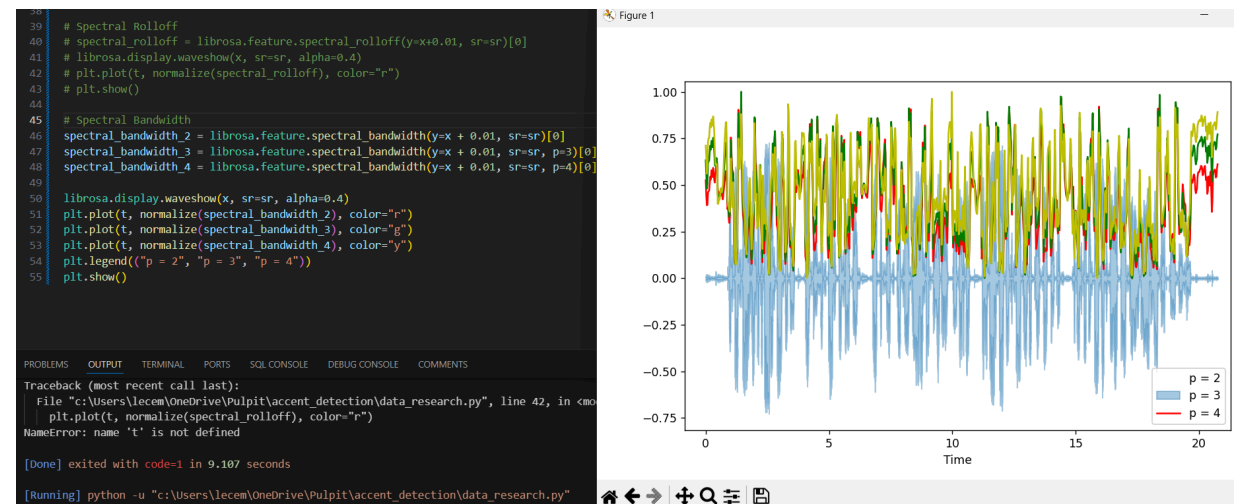 38
39 # Spectral Rolloff
40 # spectral_rolloff = librosa.feature.spectral_rolloff(y=x+0.01, sr=sr)[0]
41 # librosa.display.waveshow(x, sr=sr, alpha=0.4)
42 # plt.plot(t, normalize(spectral_rolloff), color="r")
43 # plt.show()
44
45 # Spectral Bandwidth
46 spectral_bandwidth_2 = librosa.feature.spectral_bandwidth(y=x + 0.01, sr=sr)[0]
47 spectral_bandwidth_3 = librosa.feature.spectral_bandwidth(y=x + 0.01, sr=sr, p=3)[0]
48 spectral_bandwidth_4 = librosa.feature.spectral_bandwidth(y=x + 0.01, sr=sr, p=4)[0]
49
50 librosa.display.waveshow(x, sr=sr, alpha=0.4)
51 plt.plot(t, normalize(spectral_bandwidth_2), color="r")
52 plt.plot(t, normalize(spectral_bandwidth_3), color="g")
53 plt.plot(t, normalize(spectral_bandwidth_4), color="y")
54 plt.legend(("p = 2", "p = 3", "p = 4"))
55 plt.show()
PROBLEMS OUTPUT TERMINAL PORTS SQL CONSOLE DEBUG CONSOLE COMMENTS
Traceback (most recent call last):
File "c:\Users\lecem\OneDrive\Pulpit\accent_detection\data_research.py", line 42, in <mo
plt.plot(t, normalize(spectral_rolloff), color="r")
NameError: name 't' is not defined
[Done] exited with code=1 in 9.107 seconds
[Running] python -u "c:\Users\lecem\OneDrive\Pulpit\accent_detection\data_research.py"
Figure 1
1.00
0.75
0.50
0.25
0.00
−0.25
−0.50
−0.75
p = 2
p = 3
p = 4
0 5 10 15 20
Time